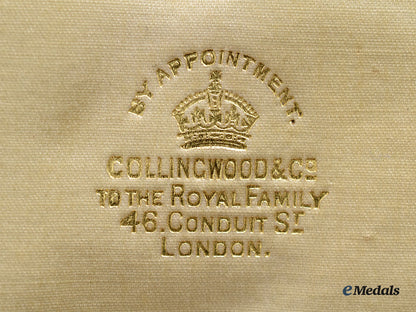 BY APPOINTMENT.
COLLINGWOOD & Co
TO THE ROYAL FAMILY
46. CONDUIT ST
LONDON.
eMedals